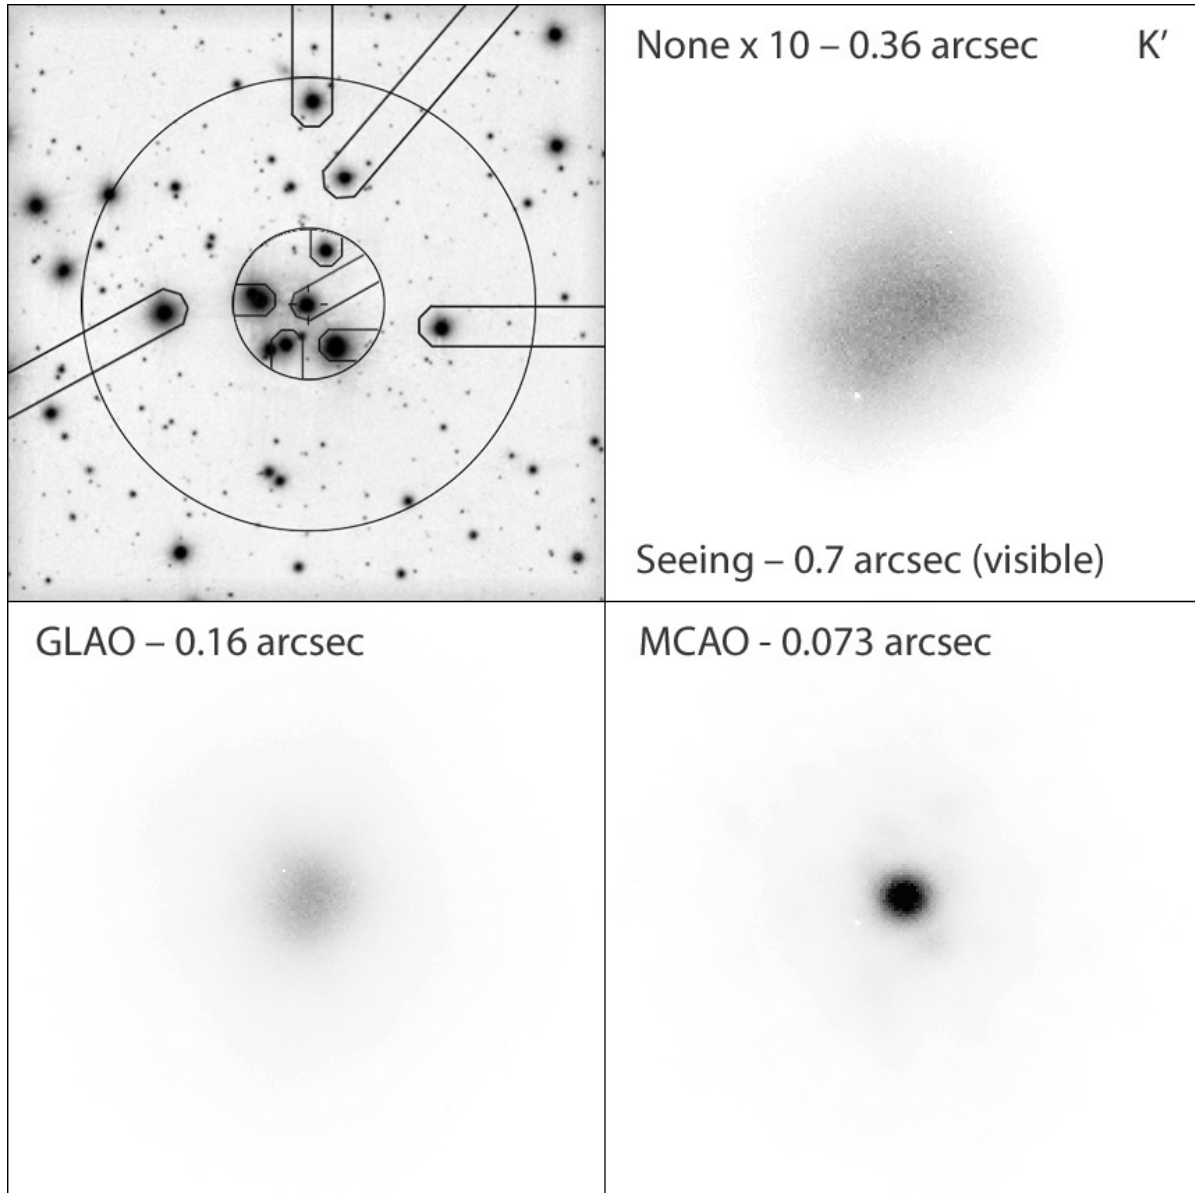 None x 10 – 0.36 arcsec K’
Seeing – 0.7 arcsec (visible)
GLAO – 0.16 arcsec
MCAO - 0.073 arcsec